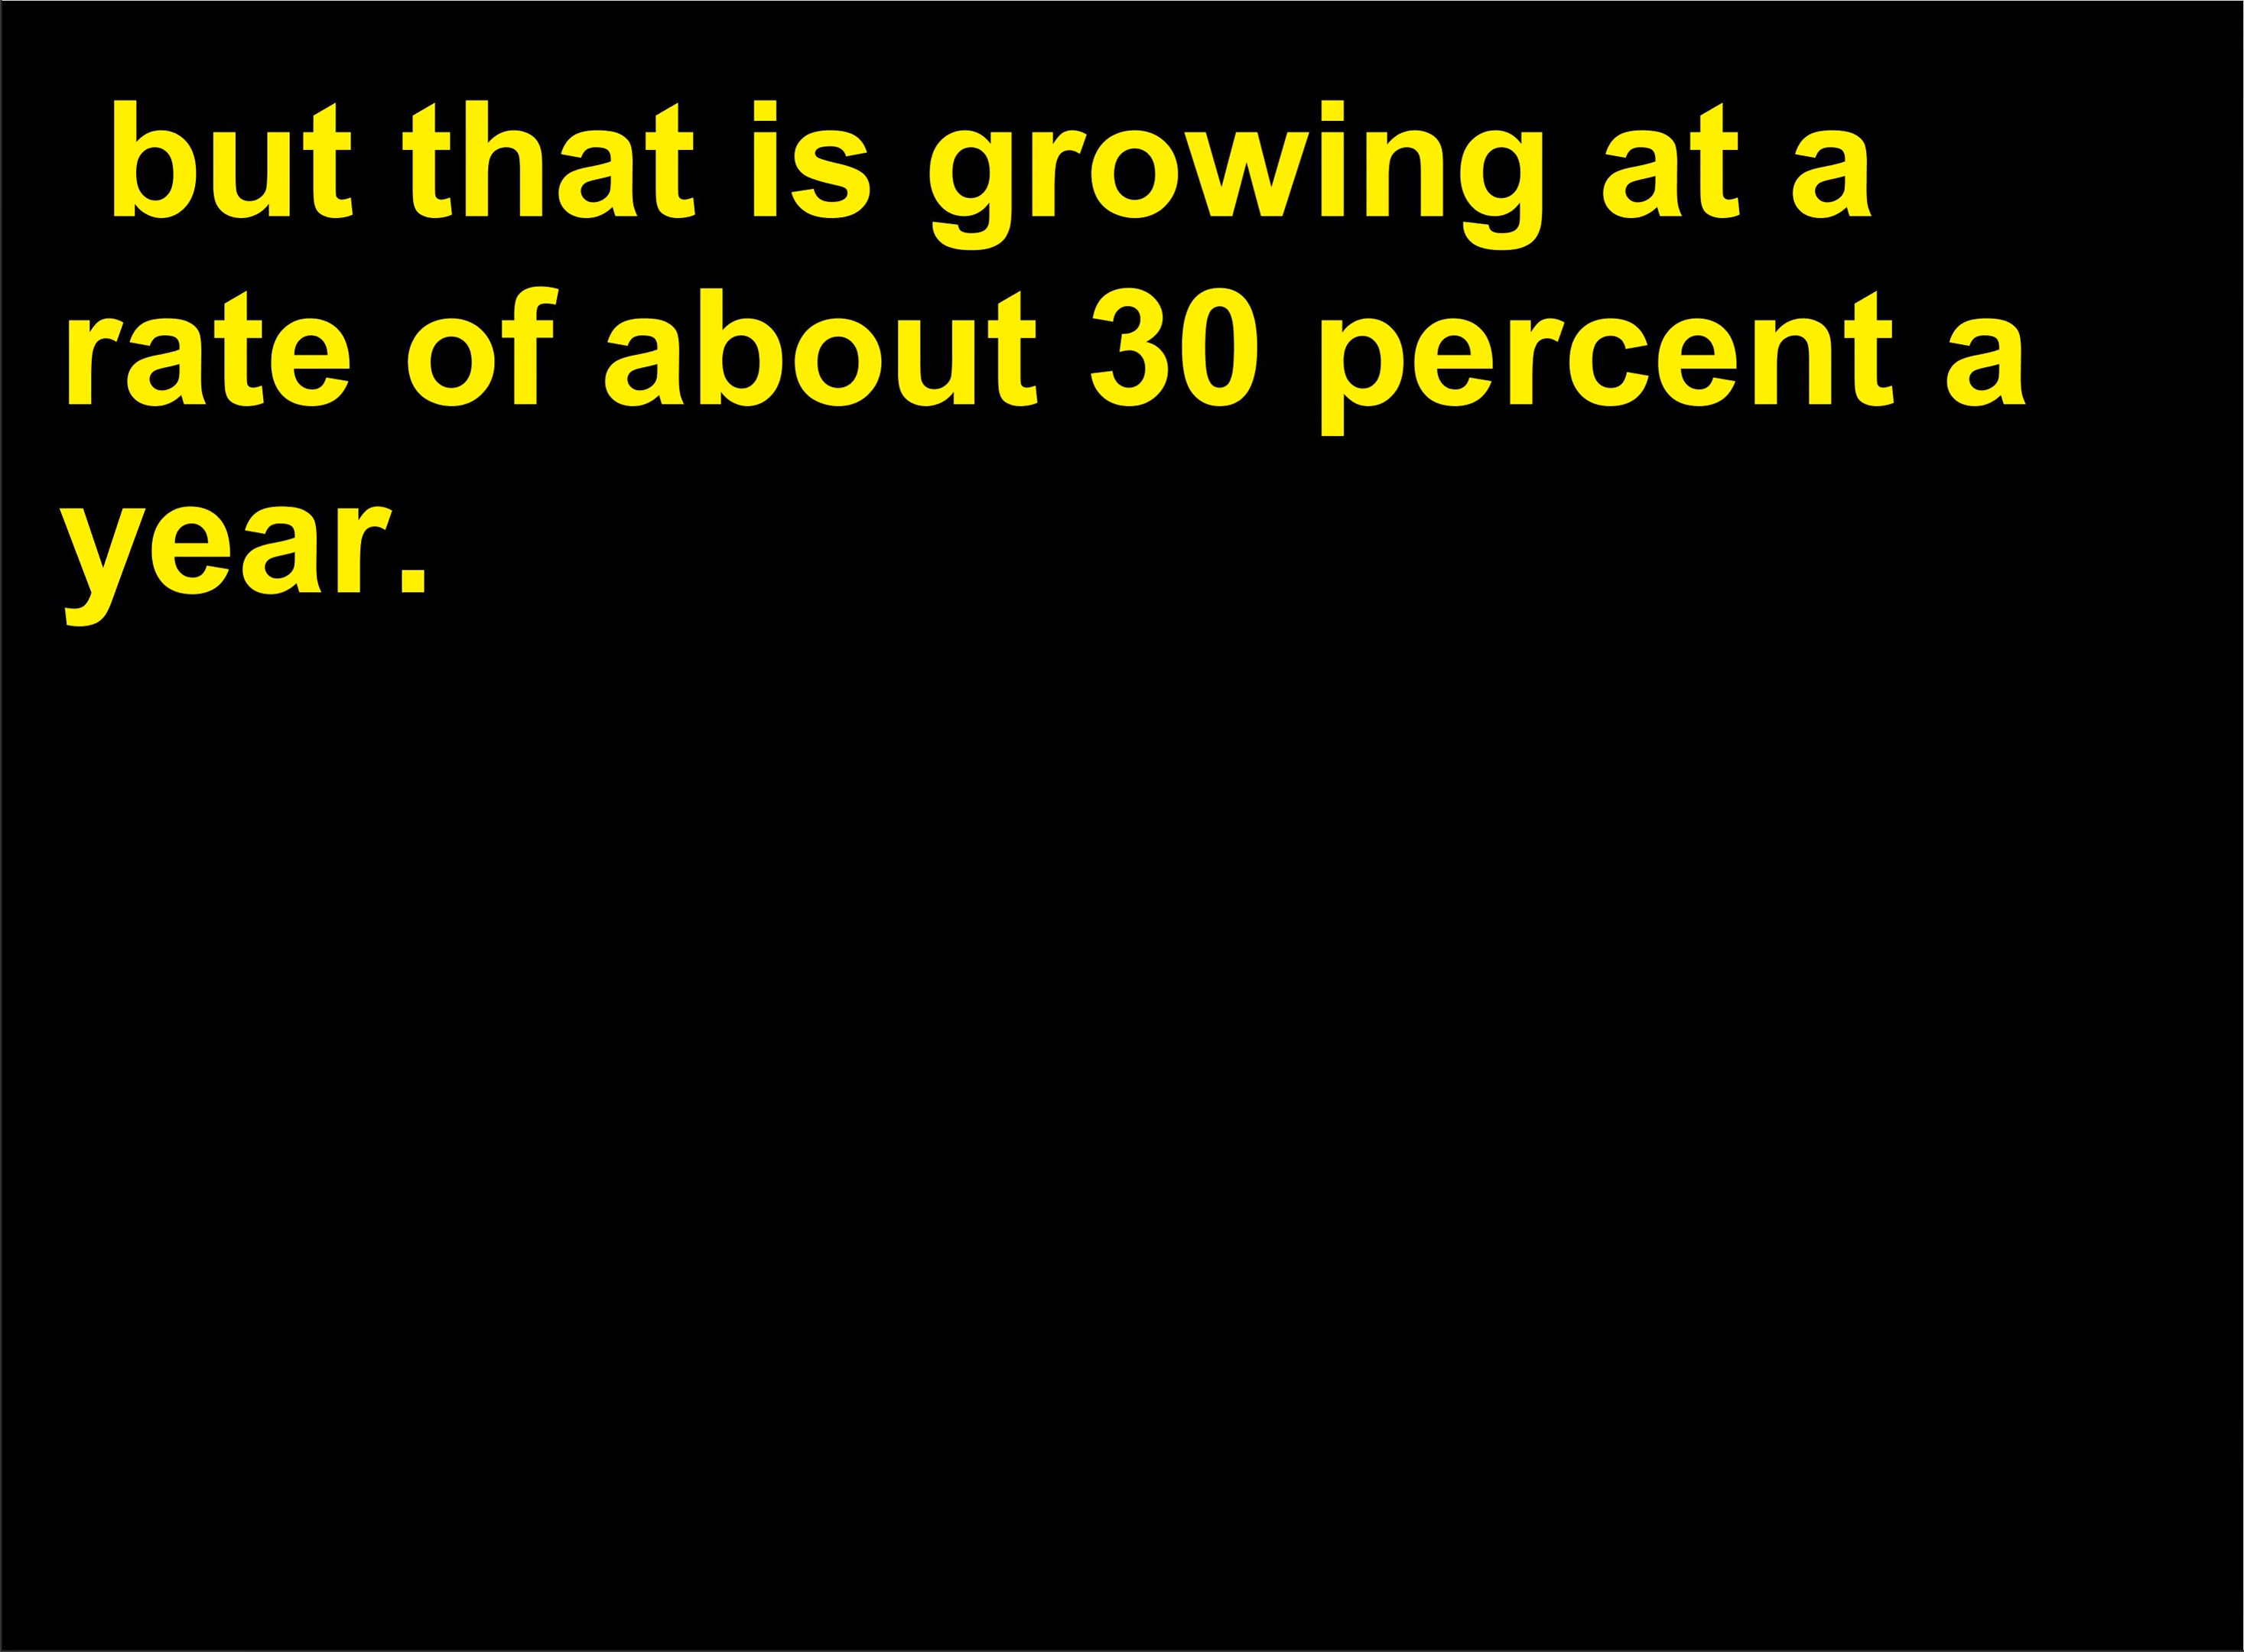 but that is growing at a
rate of about 30 percent a
year.